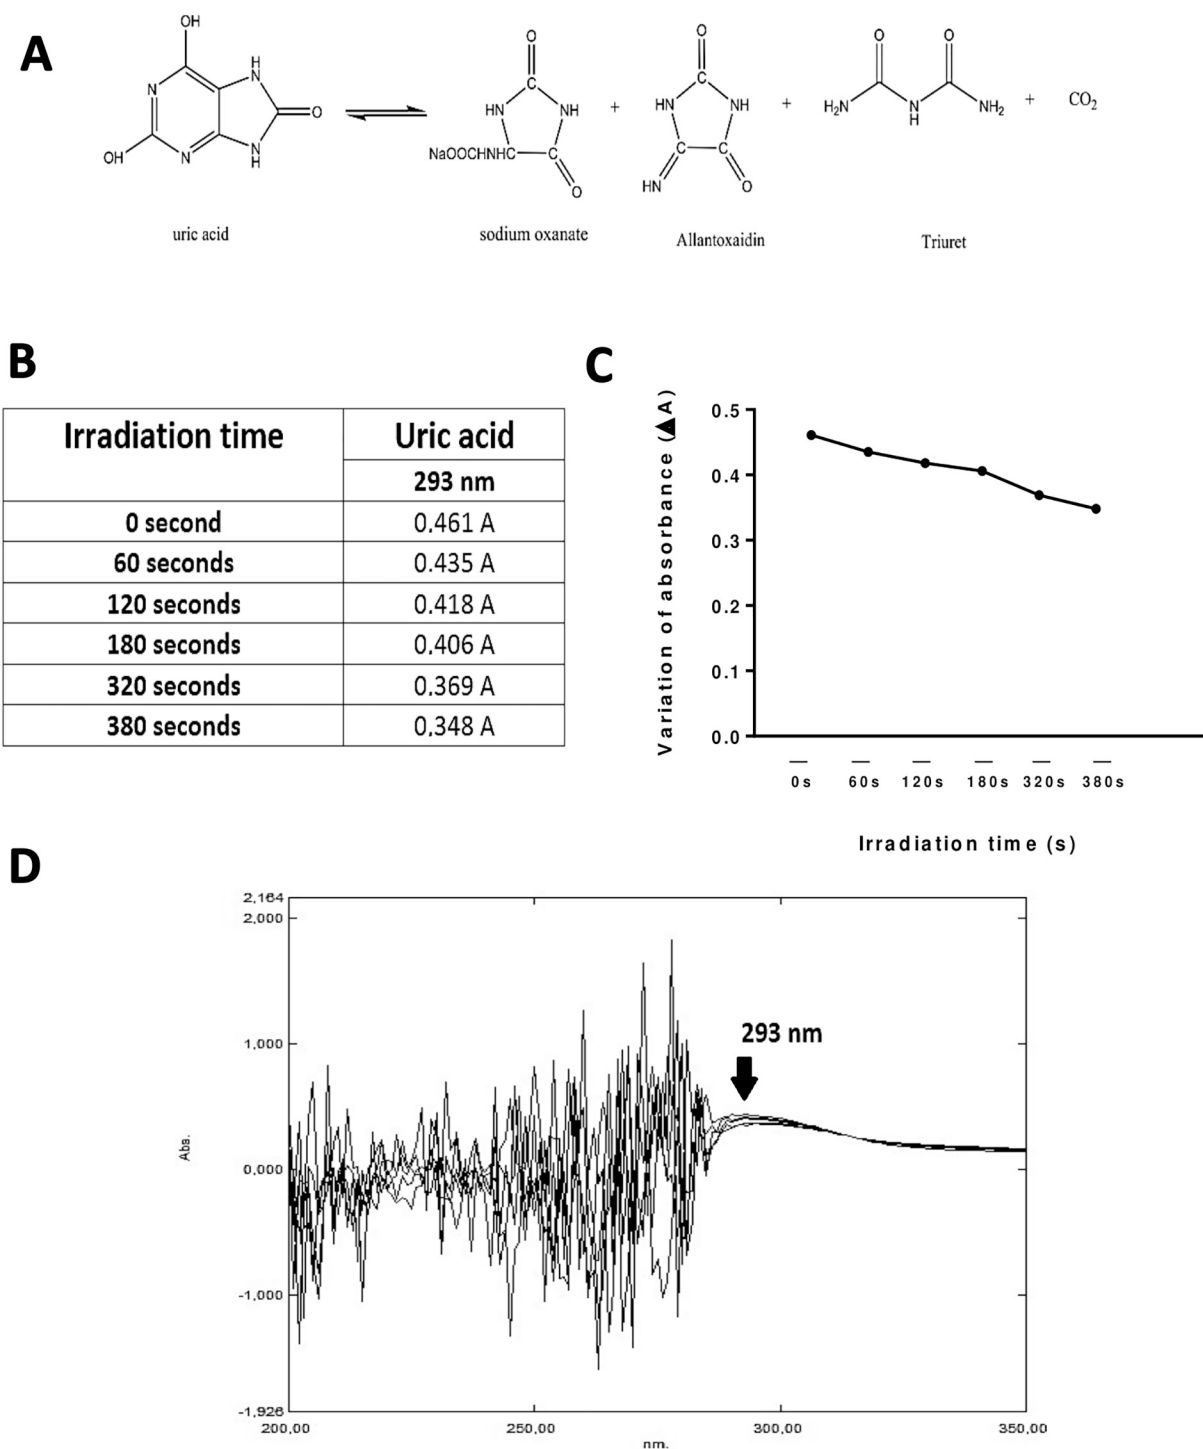 A
OH
N
H
N
O
OH
N
N
H
uric acid
O
HN
NH
NaOOCHNHC
C
O
sodium oxanate
+
O
C
HN
NH
C
C
HN
O
Allantoxaidin
+
O
O
H₂N
N
H
NH₂
Triuret
+
CO₂
B
Irradiation time
Uric acid
293 nm
0 second
0.461 A
60 seconds
0.435 A
120 seconds
0.418 A
180 seconds
0.406 A
320 seconds
0.369 A
380 seconds
0.348 A
C
Variation of absorbance (▲A)
0.5
0.4
0.3
0.2
0.1
0.0
0s 60s 120s 180s 320s 380s
Irradiation time (s)
D
2,164
2,000
1,000
0,000
-1,000
-1,926
Abs.
293 nm
200,00 250,00 300,00 350,00
nm.